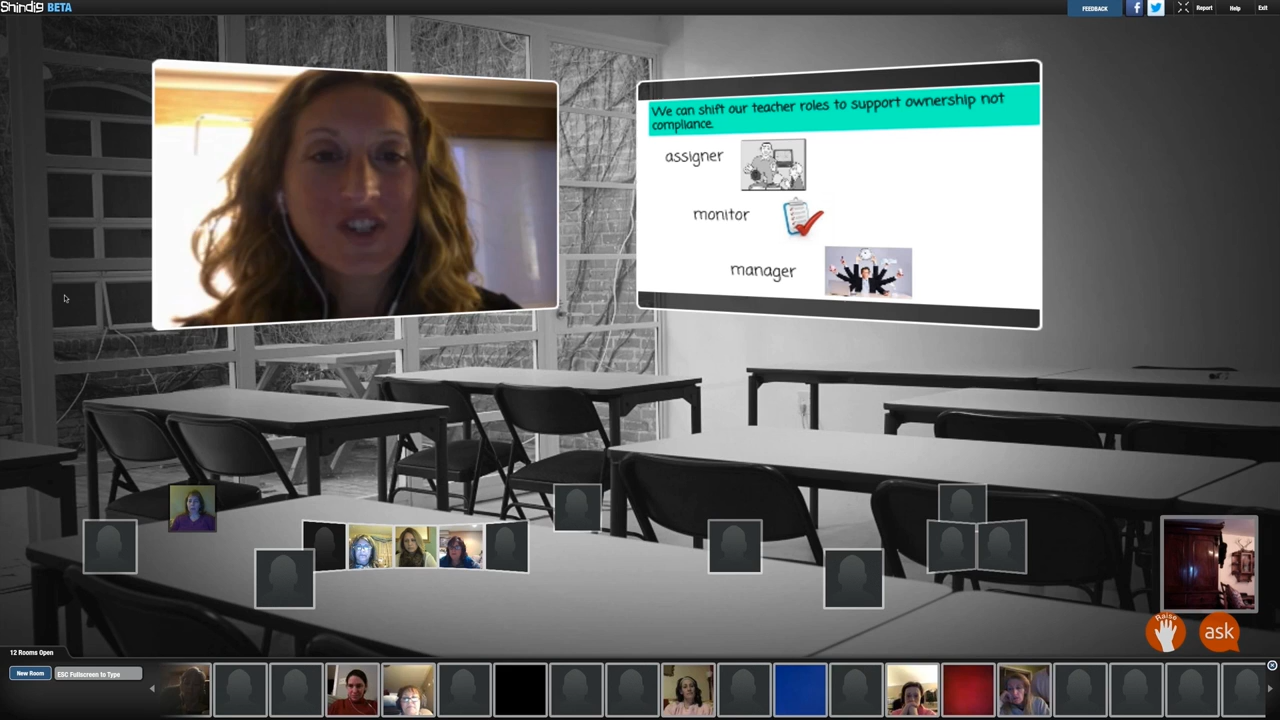 Shindig BETA
FEEDBACK
Report
Help
Exit
We can shift our teacher roles to support ownership not
compliance.
assigner
monitor
manager
Raise
ask
12 Rooms Open
New Room
ESC Fullscreen to Type